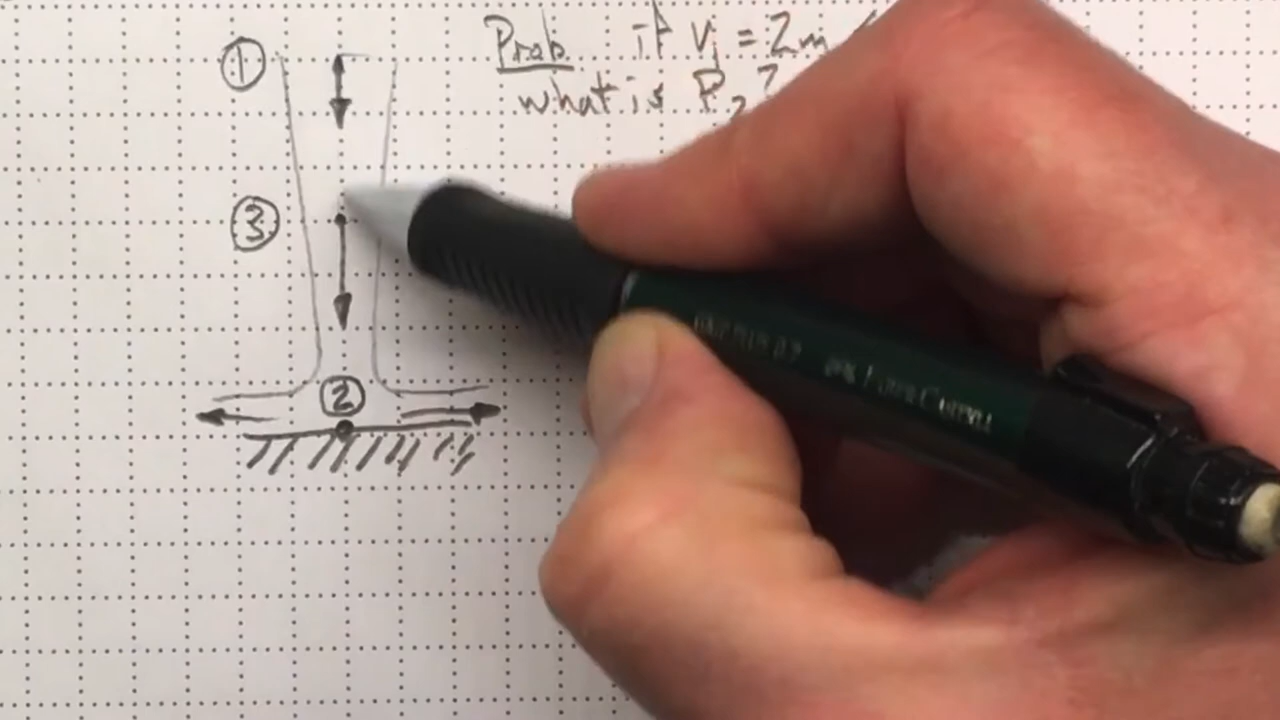 ① Prob if V₁ = 2m
what is P₂?
③
②